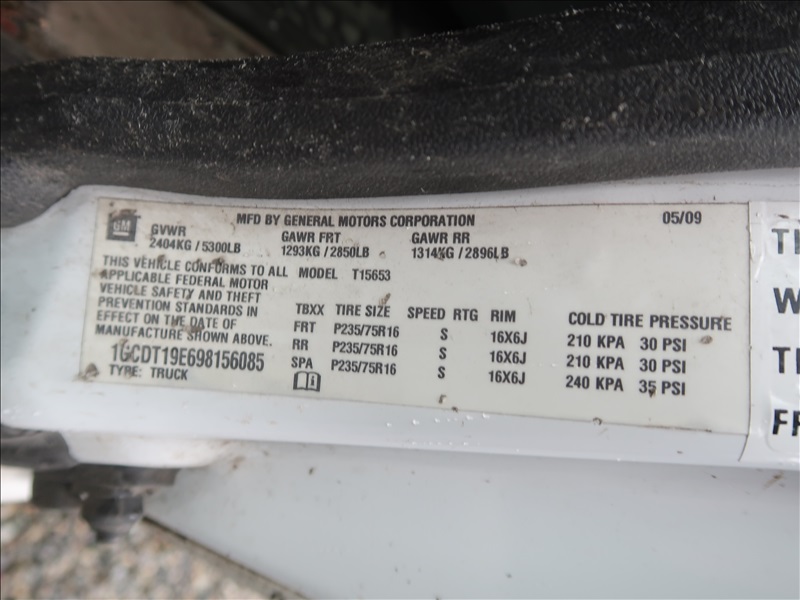 GM
MFD BY GENERAL MOTORS CORPORATION 05/09
GVWR GAWR FRT GAWR RR
2404KG / 5300LB 1293KG / 2850LB 1314KG / 2896LB
THIS VEHICLE CONFORMS TO ALL MODEL T15653
APPLICABLE FEDERAL MOTOR
VEHICLE SAFETY AND THEFT
PREVENTION STANDARDS IN
EFFECT ON THE DATE OF
MANUFACTURE SHOWN ABOVE.
1GCDT19E698156085
TYPE: TRUCK
TBXX TIRE SIZE SPEED RTG RIM COLD TIRE PRESSURE
FRT P235/75R16 S 16X6J 210 KPA 30 PSI
RR P235/75R16 S 16X6J 210 KPA 30 PSI
SPA P235/75R16 S 16X6J 240 KPA 35 PSI